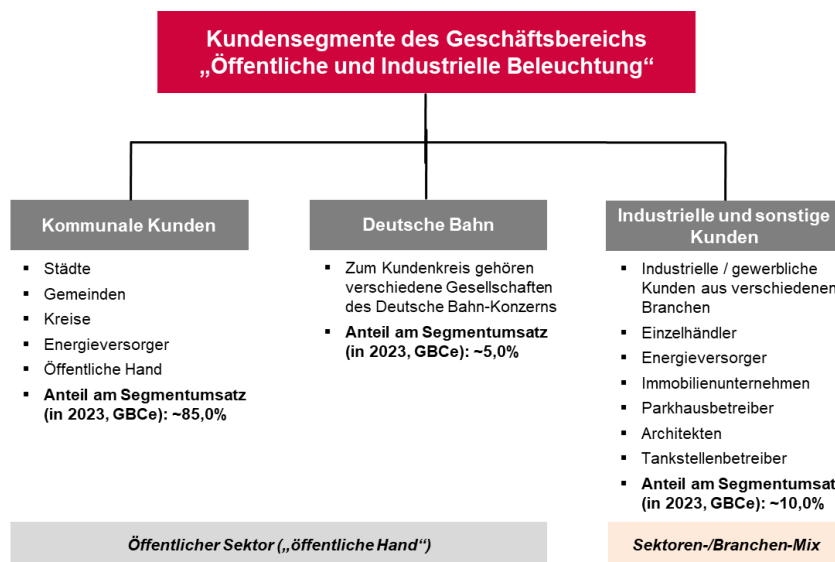 Kundensegmente des Geschäftsbereichs
„Öffentliche und Industrielle Beleuchtung“
Kommunale Kunden
▪ Städte
▪ Gemeinden
▪ Kreise
▪ Energieversorger
▪ Öffentliche Hand
▪ Anteil am Segmentumsatz
(in 2023, GBCe): ~85,0%
Deutsche Bahn
▪ Zum Kundenkreis gehören
verschiedene Gesellschaften
des Deutsche Bahn-Konzerns
▪ Anteil am Segmentumsatz
(in 2023, GBCe): ~5,0%
Industrielle und sonstige
Kunden
▪ Industrielle / gewerbliche
Kunden aus verschiedenen
Branchen
▪ Einzelhändler
▪ Energieversorger
▪ Immobilienunternehmen
▪ Parkhausbetreiber
▪ Architekten
▪ Tankstellenbetreiber
▪ Anteil am Segmentumsat
(in 2023, GBCe): ~10,0%
Öffentlicher Sektor („öffentliche Hand“)
Sektoren-/Branchen-Mix